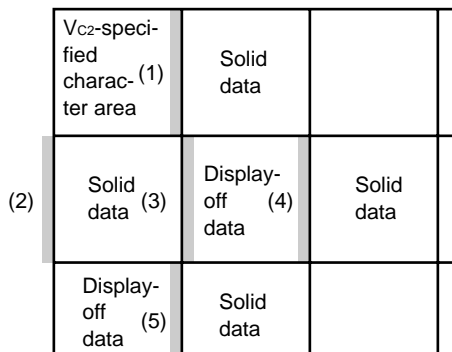 VC2-speci-
fied
charac- (1)
ter area
Solid
data
(2)
Solid
data (3)
Display-
off (4)
data
Solid
data
Display-
off
data (5)
Solid
data